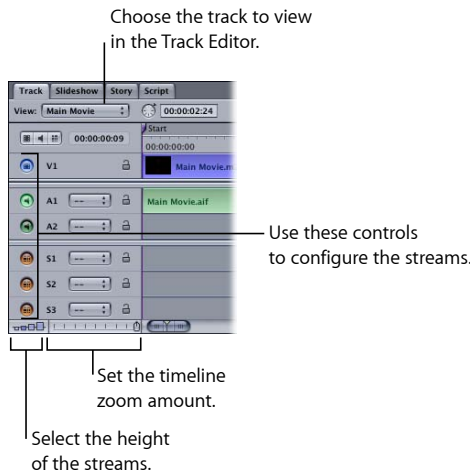 Choose the track to view
in the Track Editor.
Track Slideshow Story Script
View: Main Movie 00:00:02:24
00:00:00:09 Start
00:00:00:00
V1 Main Movie.m
A1 -- Main Movie.aif
A2 --
Use these controls
to configure the streams.
S1 --
S2 --
S3 --
Set the timeline
zoom amount.
Select the height
of the streams.